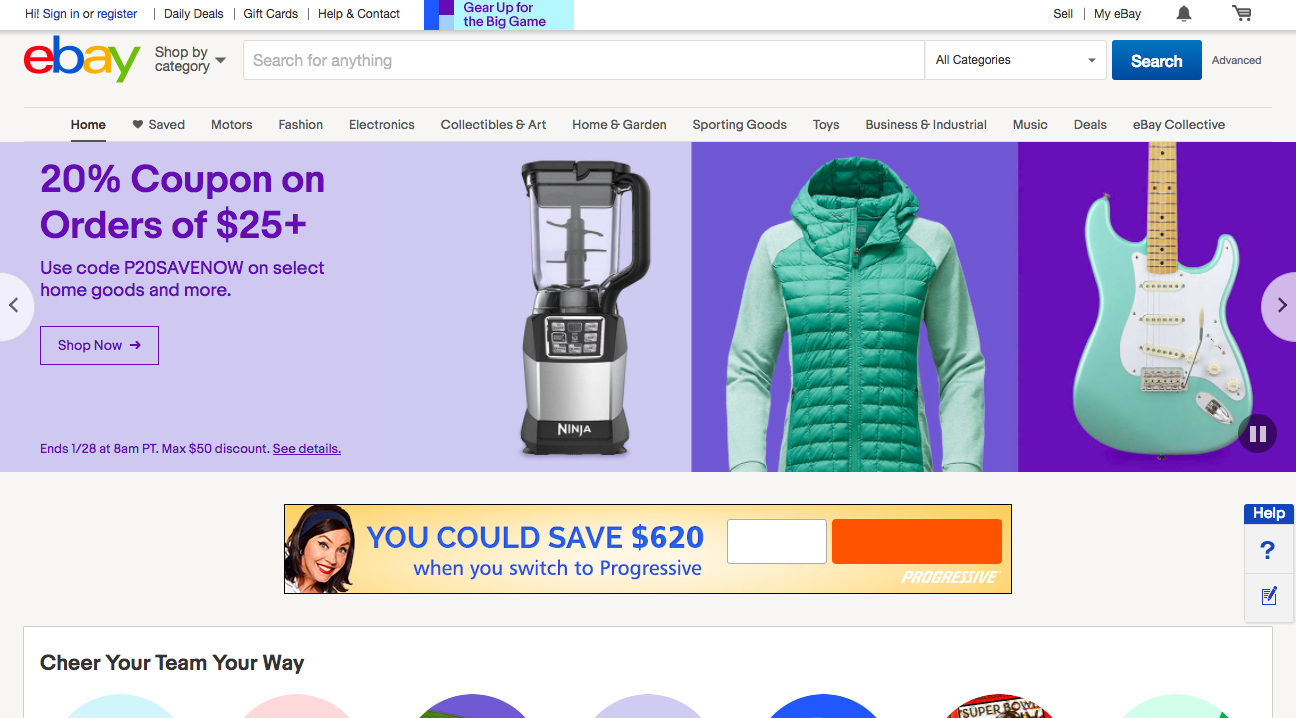 Hi! Sign in or register
Daily Deals
Gift Cards
Help & Contact
Gear Up for
the Big Game
Sell
My eBay
ebay
Shop by
category
Search for anything
All Categories
Search
Advanced
Home
Saved
Motors
Fashion
Electronics
Collectibles & Art
Home & Garden
Sporting Goods
Toys
Business & Industrial
Music
Deals
eBay Collective
20% Coupon on
Orders of $25+
Use code P20SAVENOW on select
home goods and more.
Shop Now →
Ends 1/28 at 8am PT. Max $50 discount. See details.
NINJA
YOU COULD SAVE $620
when you switch to Progressive
PROGRESSIVE
Help
?
Cheer Your Team Your Way
SUPER BOWL